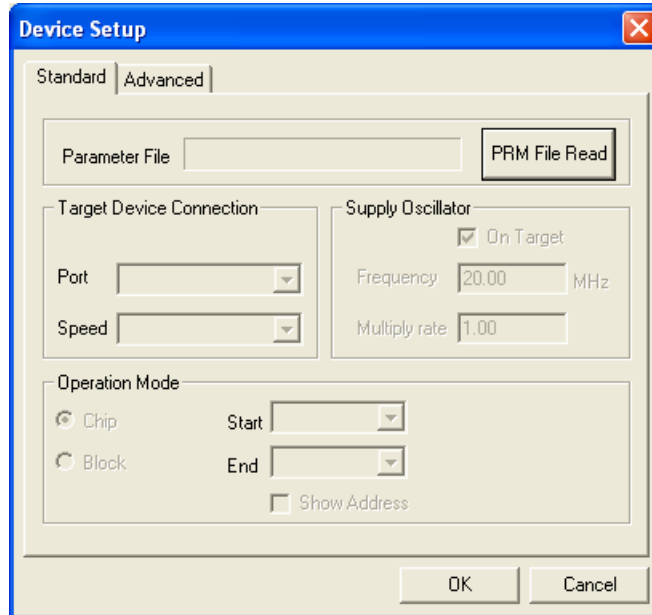 Device Setup
Standard Advanced
Parameter File PRM File Read
Target Device Connection
Port
Speed
Supply Oscillator
On Target
Frequency 20.00 MHz
Multiply rate 1.00
Operation Mode
Chip Start
Block End
Show Address
OK Cancel